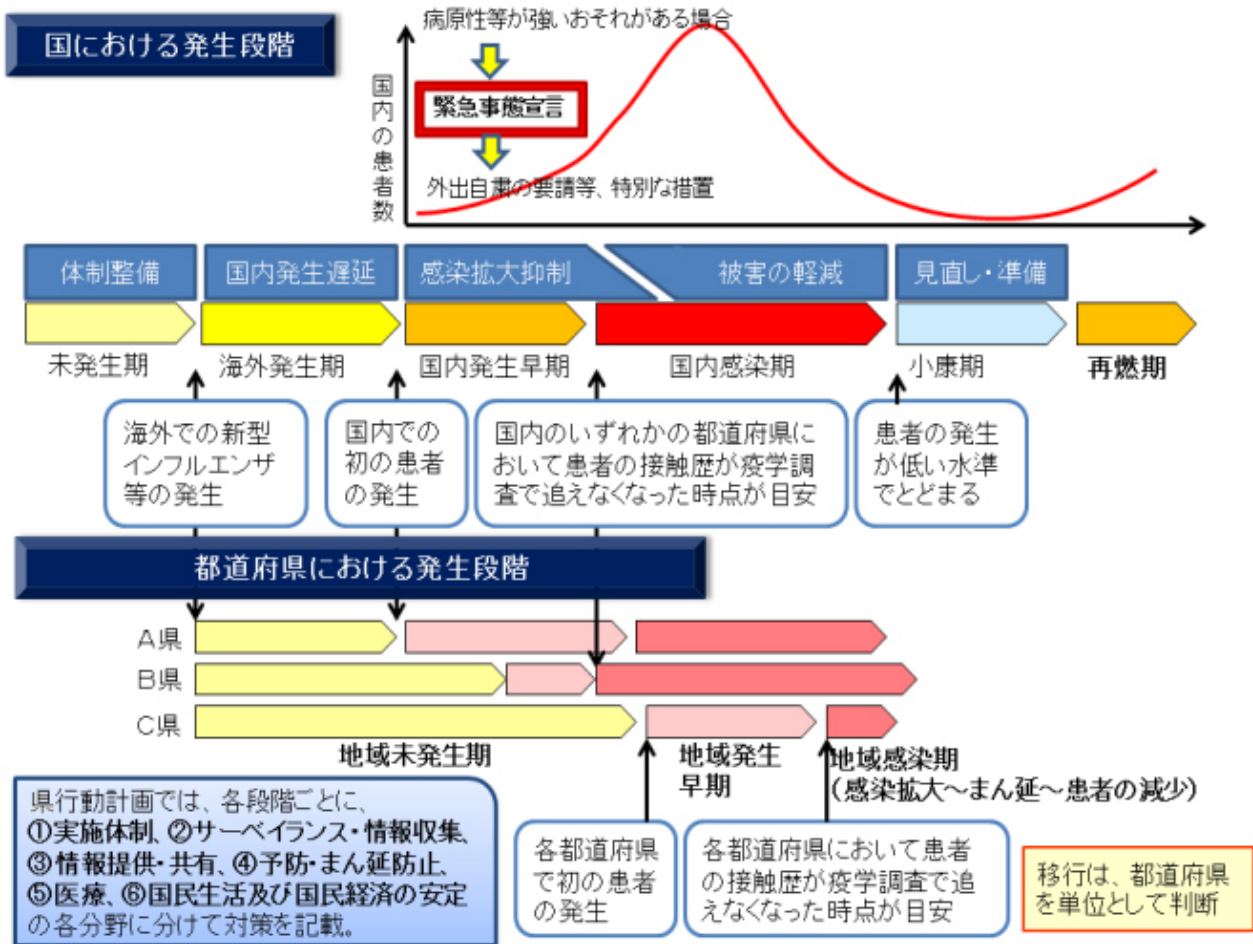 国における発生段階
病原性等が強いおそれがある場合
緊急事態宣言
外出自粛の要請等、特別な措置
国内の患者数
体制整備
国内発生遅延
感染拡大抑制
被害の軽減
見直し・準備
未発生期
海外発生期
国内発生早期
国内感染期
小康期
再燃期
海外での新型
インフルエンザ
等の発生
国内での
初の患者
の発生
国内のいずれかの都道府県に
おいて患者の接触歴が疫学調
査で追えなくなった時点が目安
患者の発生
が低い水準
でとどまる
都道府県における発生段階
A県
B県
C県
地域未発生期
地域発生
早期
地域感染期
(感染拡大～まん延～患者の減少)
県行動計画では、各段階ごとに、
①実施体制、②サーベイランス・情報収集、
③情報提供・共有、④予防・まん延防止、
⑤医療、⑥国民生活及び国民経済の安定
の各分野に分けて対策を記載。
各都道府県
で初の患者
の発生
各都道府県において患者
の接触歴が疫学調査で追
えなくなった時点が目安
移行は、都道府県
を単位として判断